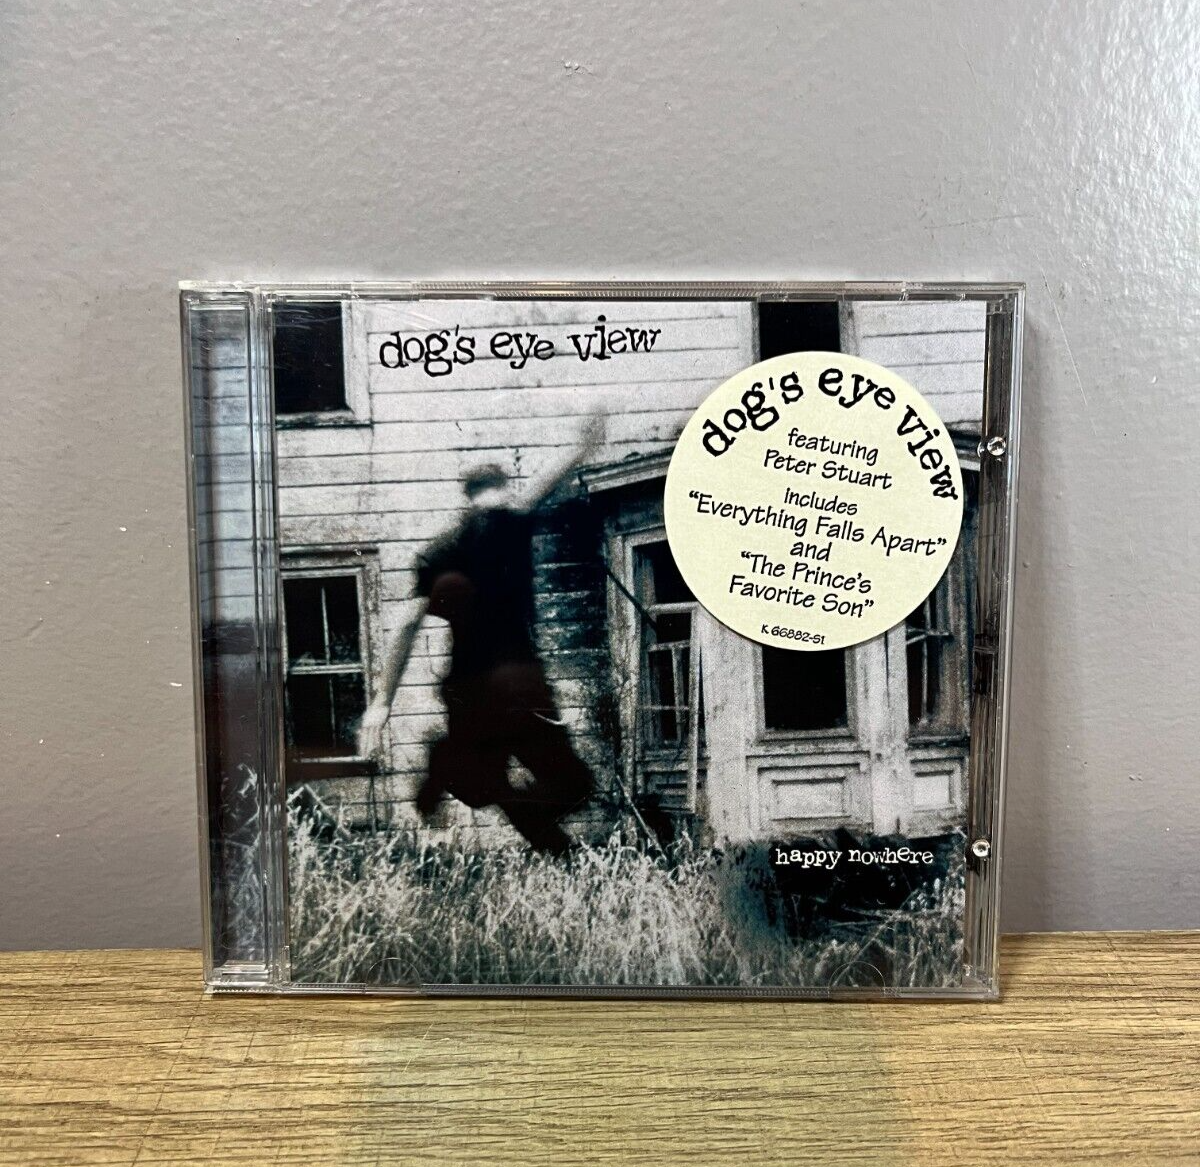 dog's eye view
dog's eye view
featuring
Peter Stuart
includes
"Everything Falls Apart"
and
"The Prince's
Favorite Son"
K 66882-S1
happy nowhere